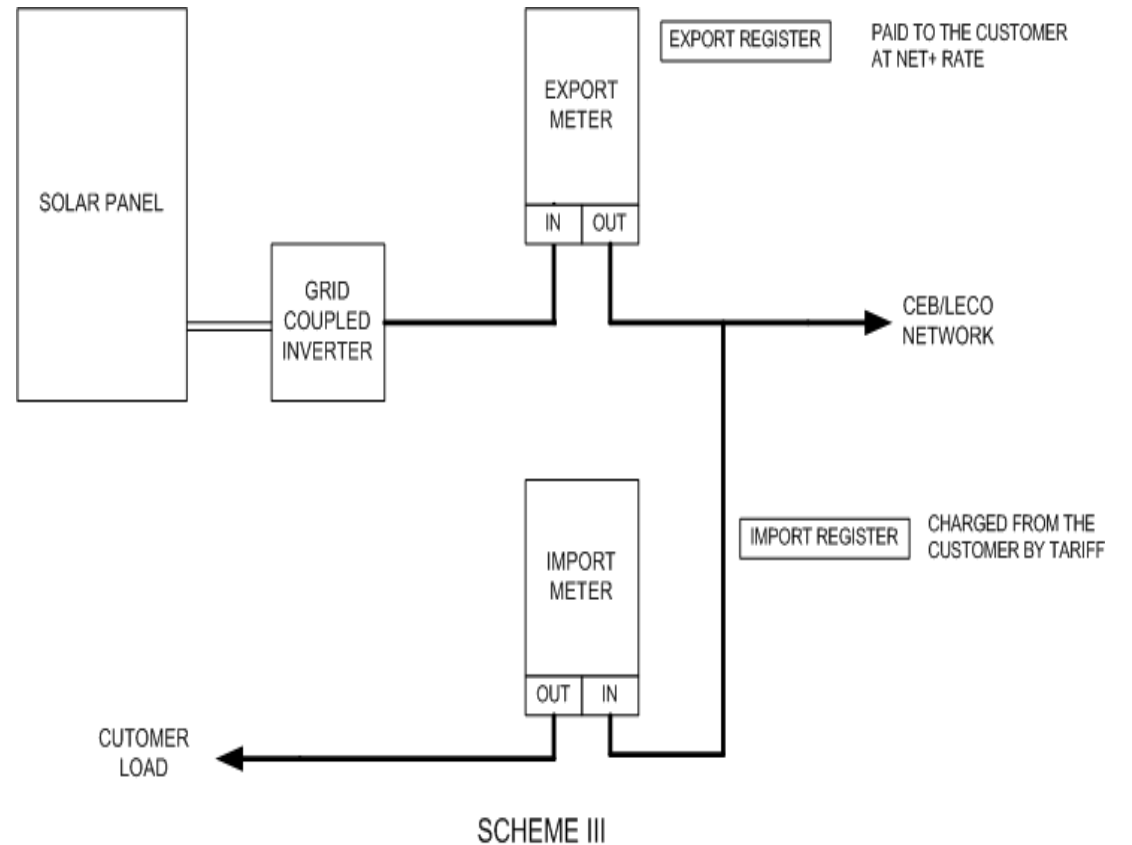 SOLAR PANEL
GRID
COUPLED
INVERTER
EXPORT
METER
IN
OUT
EXPORT REGISTER
PAID TO THE CUSTOMER
AT NET+ RATE
CEB/LECO
NETWORK
IMPORT
METER
OUT
IN
IMPORT REGISTER
CHARGED FROM THE
CUSTOMER BY TARIFF
CUTOMER
LOAD
SCHEME III